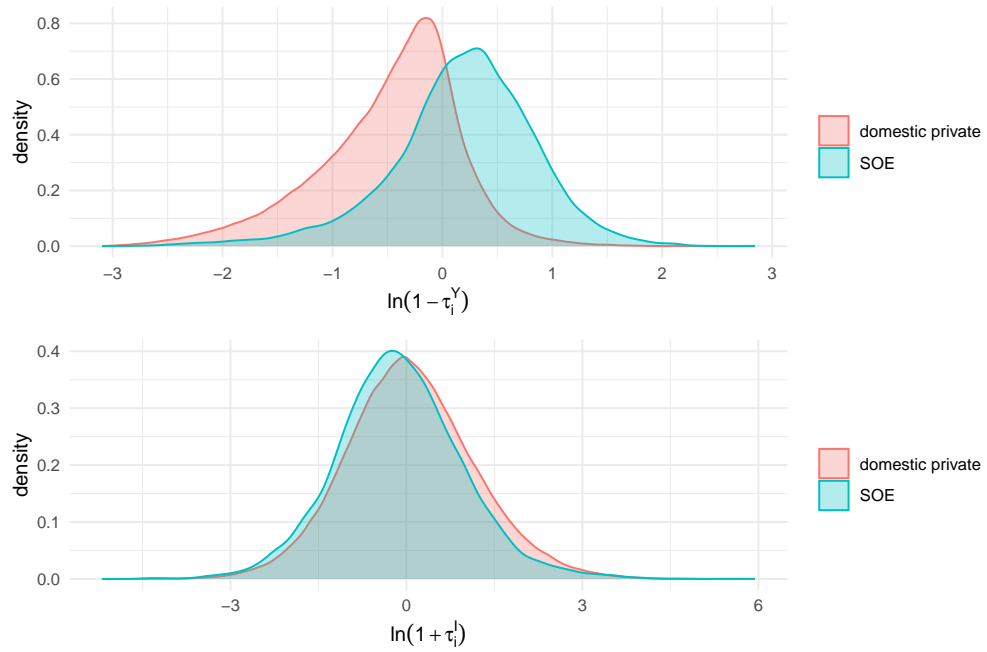 0.8
0.6
0.4
0.2
0.0
density
−3 −2 −1 0 1 2 3
ln(1 − τᵢʸ)
domestic private
SOE
0.4
0.3
0.2
0.1
0.0
density
−3 0 3 6
ln(1 + τᵢᴵ)
domestic private
SOE